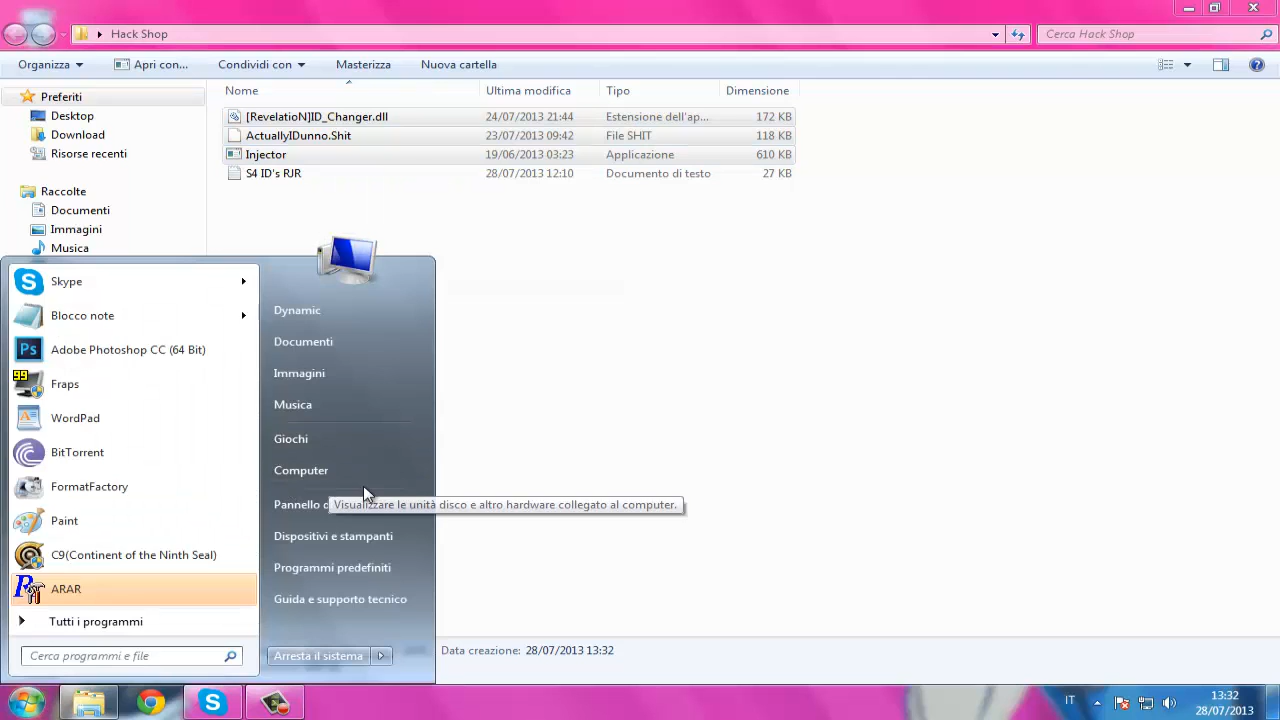 Hack Shop
Cerca Hack Shop
Organizza
Apri con...
Condividi con
Masterizza
Nuova cartella
Nome
Ultima modifica
Tipo
Dimensione
Preferiti
Desktop
Download
Risorse recenti
Raccolte
Documenti
Immagini
Musica
[RevelatioN]ID_Changer.dll 24/07/2013 21:44 Estensione dell'ap... 172 KB
ActuallyIDunno.Shit 23/07/2013 09:42 File SHIT 118 KB
Injector 19/06/2013 03:23 Applicazione 610 KB
S4 ID's RJR 28/07/2013 12:10 Documento di testo 27 KB
Skype
Blocco note
Adobe Photoshop CC (64 Bit)
99
Ps
Fraps
WordPad
BitTorrent
FormatFactory
Paint
C9(Continent of the Ninth Seal)
ARAR
Tutti i programmi
Cerca programmi e file
Dynamic
Documenti
Immagini
Musica
Giochi
Computer
Pannello d
Visualizzare le unità disco e altro hardware collegato al computer.
Dispositivi e stampanti
Programmi predefiniti
Guida e supporto tecnico
Arresta il sistema
Data creazione: 28/07/2013 13:32
IT
13:32
28/07/2013